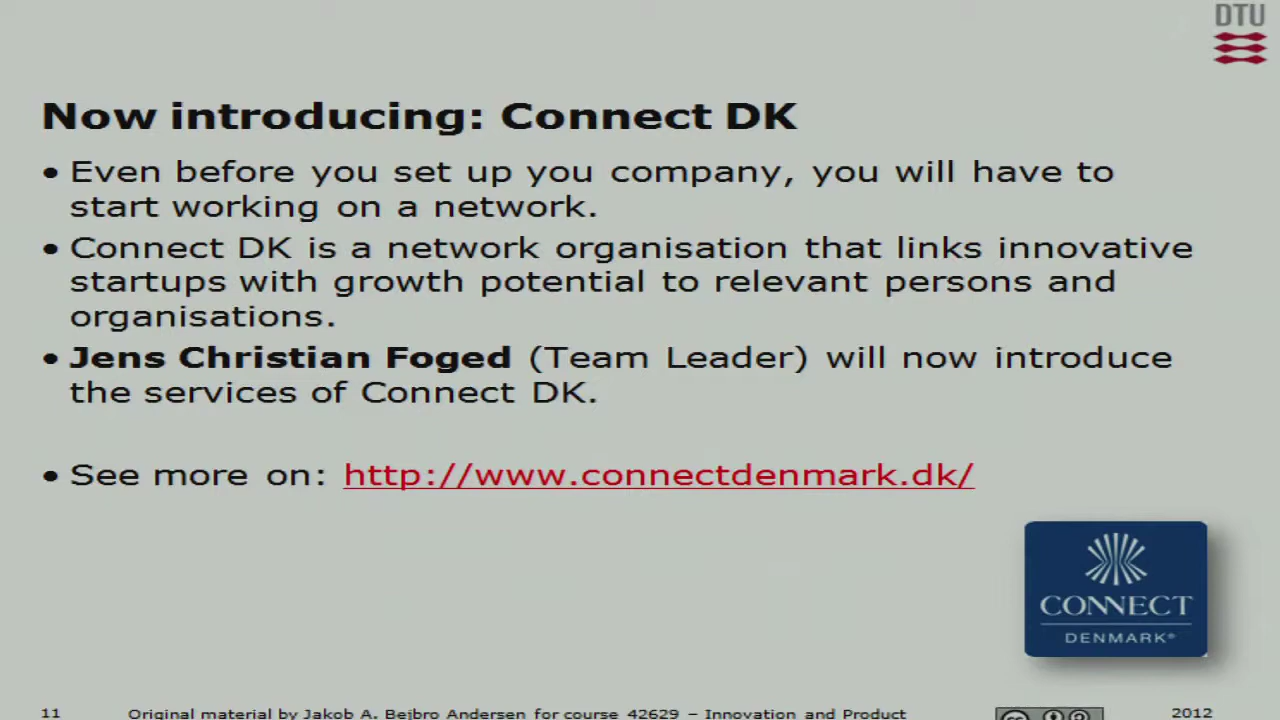 DTU
Now introducing: Connect DK
• Even before you set up you company, you will have to
start working on a network.
• Connect DK is a network organisation that links innovative
startups with growth potential to relevant persons and
organisations.
• Jens Christian Foged (Team Leader) will now introduce
the services of Connect DK.
• See more on: http://www.connectdenmark.dk/
CONNECT
DENMARK®
11 Original material by Jakob A. Bejbro Andersen for course 42629 – Innovation and Product 2012